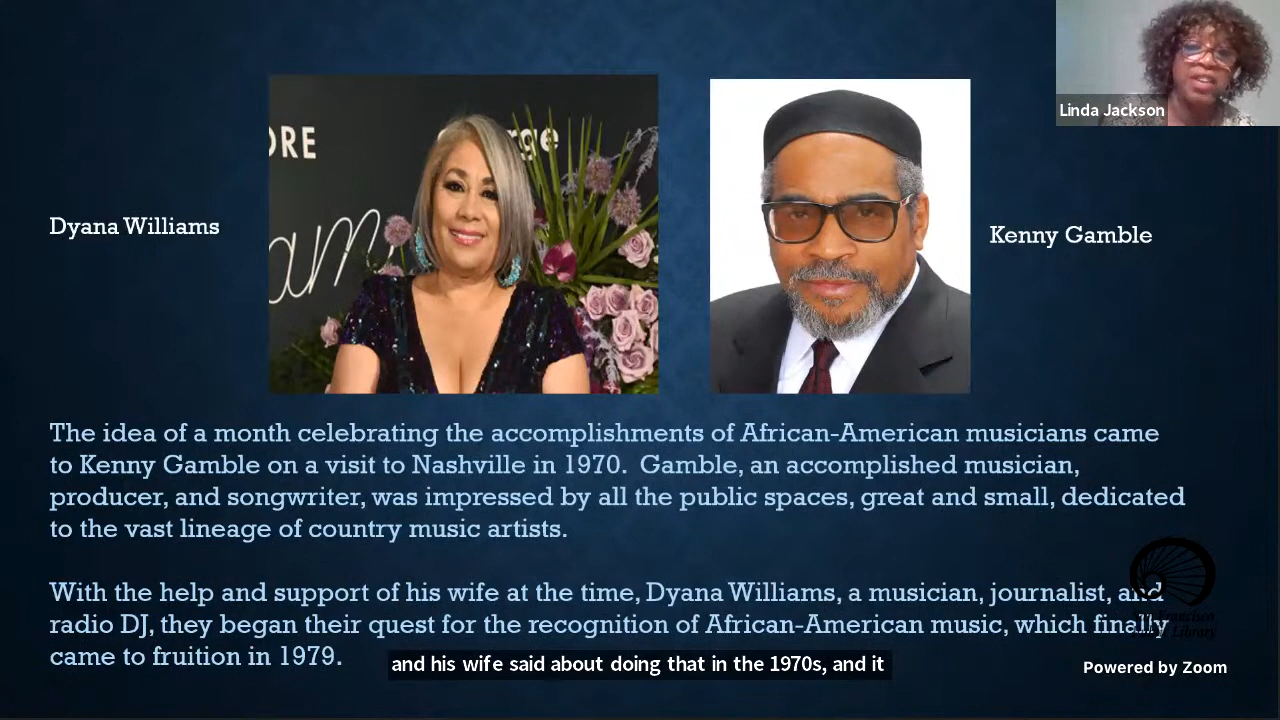 Linda Jackson
ORE
rge
am
Dyana Williams
Kenny Gamble
The idea of a month celebrating the accomplishments of African-American musicians came
to Kenny Gamble on a visit to Nashville in 1970. Gamble, an accomplished musician,
producer, and songwriter, was impressed by all the public spaces, great and small, dedicated
to the vast lineage of country music artists.
With the help and support of his wife at the time, Dyana Williams, a musician, journalist, and
radio DJ, they began their quest for the recognition of African-American music, which finally
came to fruition in 1979.
and his wife said about doing that in the 1970s, and it
Library
Powered by Zoom